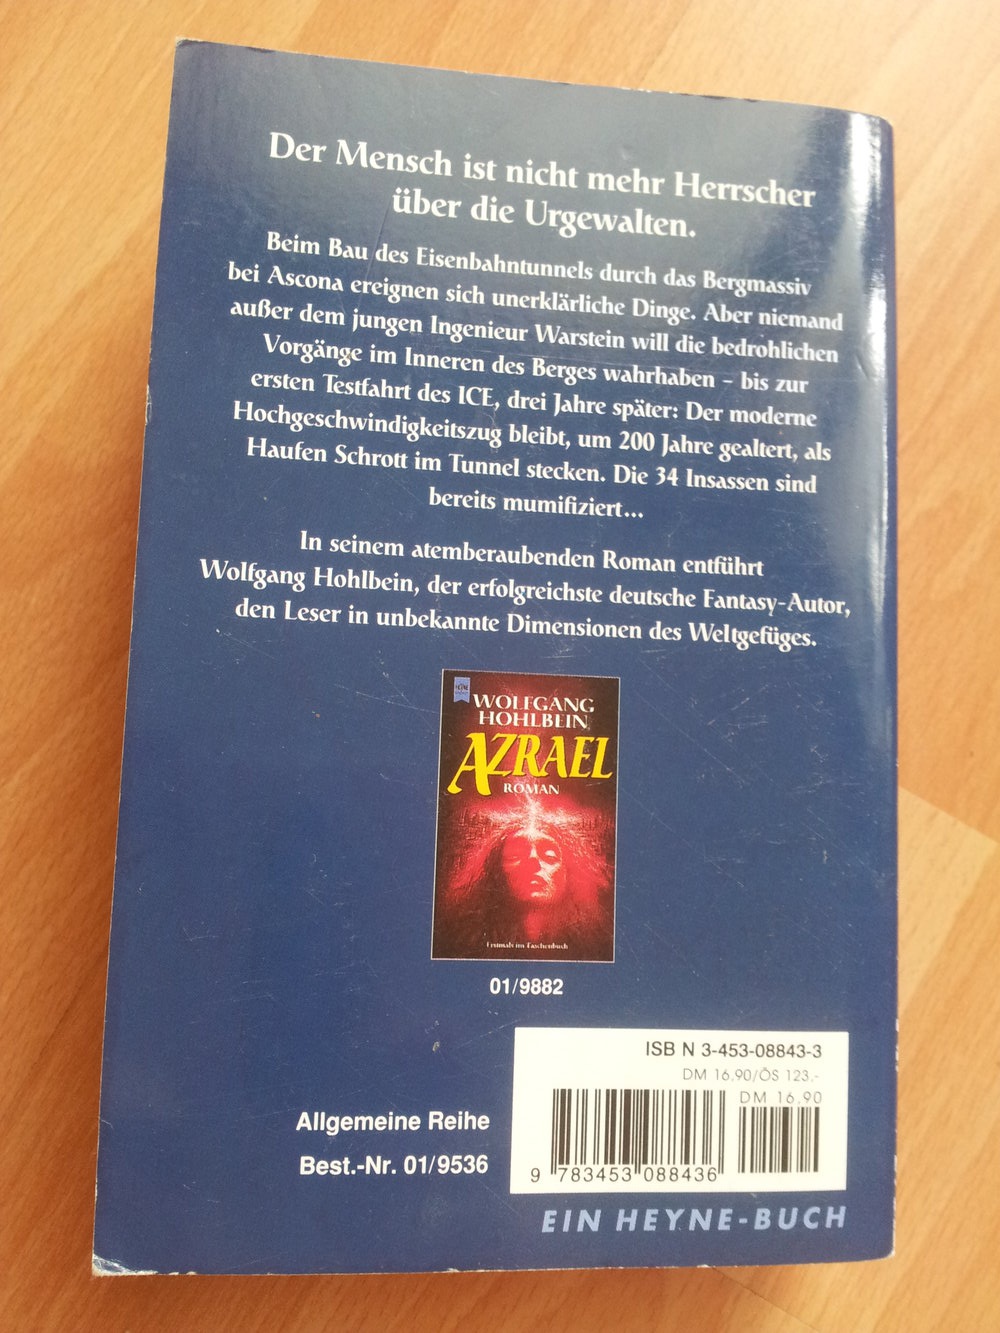 Der Mensch ist nicht mehr Herrscher
über die Urgewalten.
Beim Bau des Eisenbahntunnels durch das Bergmassiv
bei Ascona ereignen sich unerklärliche Dinge. Aber niemand
außer dem jungen Ingenieur Warstein will die bedrohlichen
Vorgänge im Inneren des Berges wahrhaben – bis zur
ersten Testfahrt des ICE, drei Jahre später: Der moderne
Hochgeschwindigkeitszug bleibt, um 200 Jahre gealtert, als
Haufen Schrott im Tunnel stecken. Die 34 Insassen sind
bereits mumifiziert...
In seinem atemberaubenden Roman entführt
Wolfgang Hohlbein, der erfolgreichste deutsche Fantasy-Autor,
den Leser in unbekannte Dimensionen des Weltgefüges.
HEYNE
WOLFGANG
HOHLBEIN
AZRAEL
ROMAN
Erstmals im Taschenbuch
01/9882
ISBN 3-453-08843-3
DM 16,90/ÖS 123,-
DM 16,90
9 783453 088436
Allgemeine Reihe
Best.-Nr. 01/9536
EIN HEYNE-BUCH